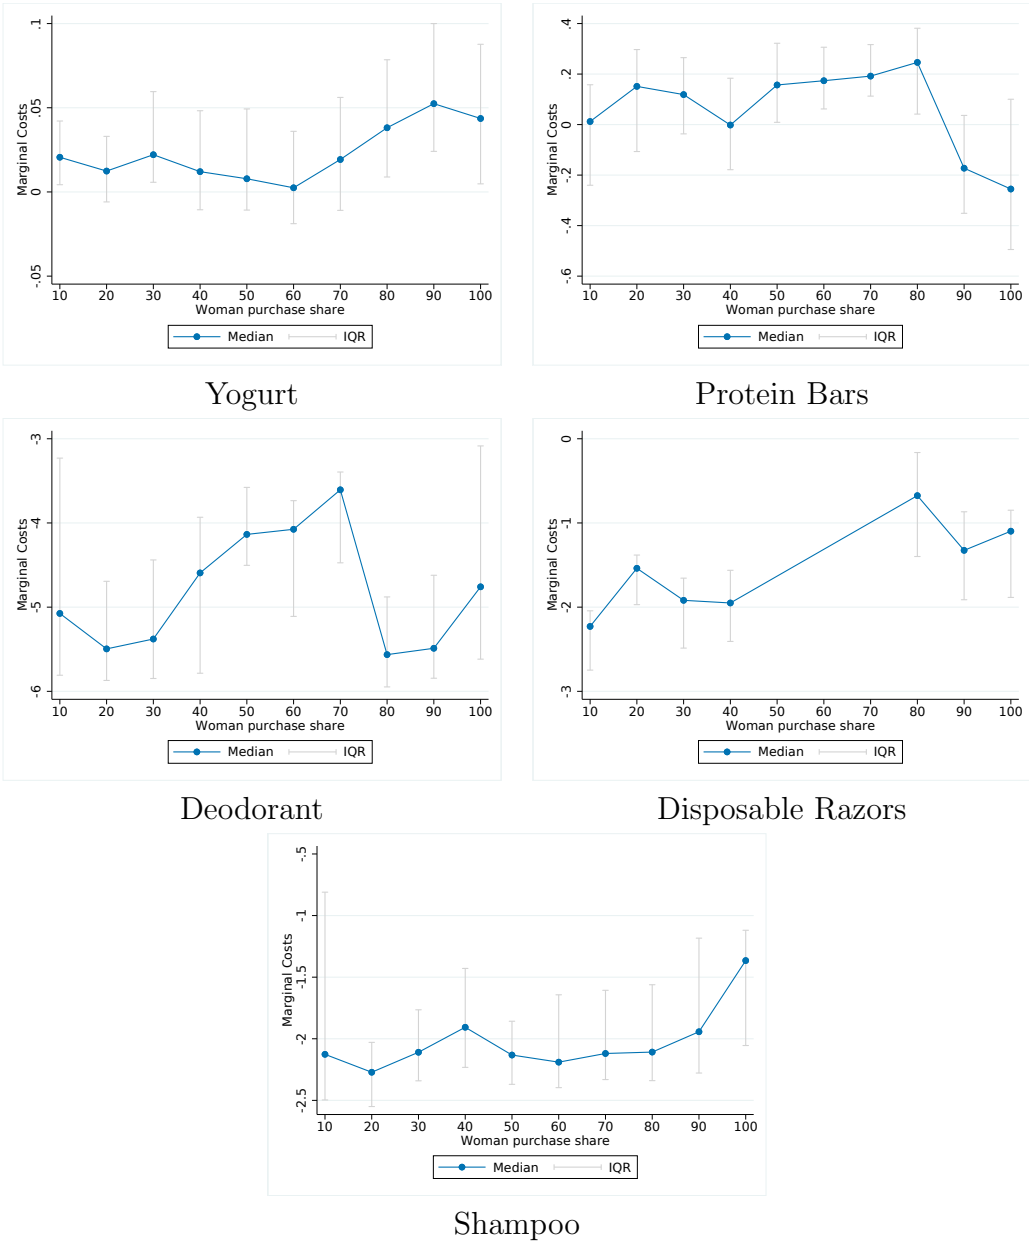 Marginal Costs
.1
.05
0
-.05
10 20 30 40 50 60 70 80 90 100
Woman purchase share
Median IQR
Yogurt
Marginal Costs
.4
.2
0
-.2
-.4
-.6
10 20 30 40 50 60 70 80 90 100
Woman purchase share
Median IQR
Protein Bars
Marginal Costs
-3
-4
-5
-6
10 20 30 40 50 60 70 80 90 100
Woman purchase share
Median IQR
Deodorant
Marginal Costs
0
-1
-2
-3
10 20 30 40 50 60 70 80 90 100
Woman purchase share
Median IQR
Disposable Razors
Marginal Costs
-.5
-1
-1.5
-2
-2.5
10 20 30 40 50 60 70 80 90 100
Woman purchase share
Median IQR
Shampoo